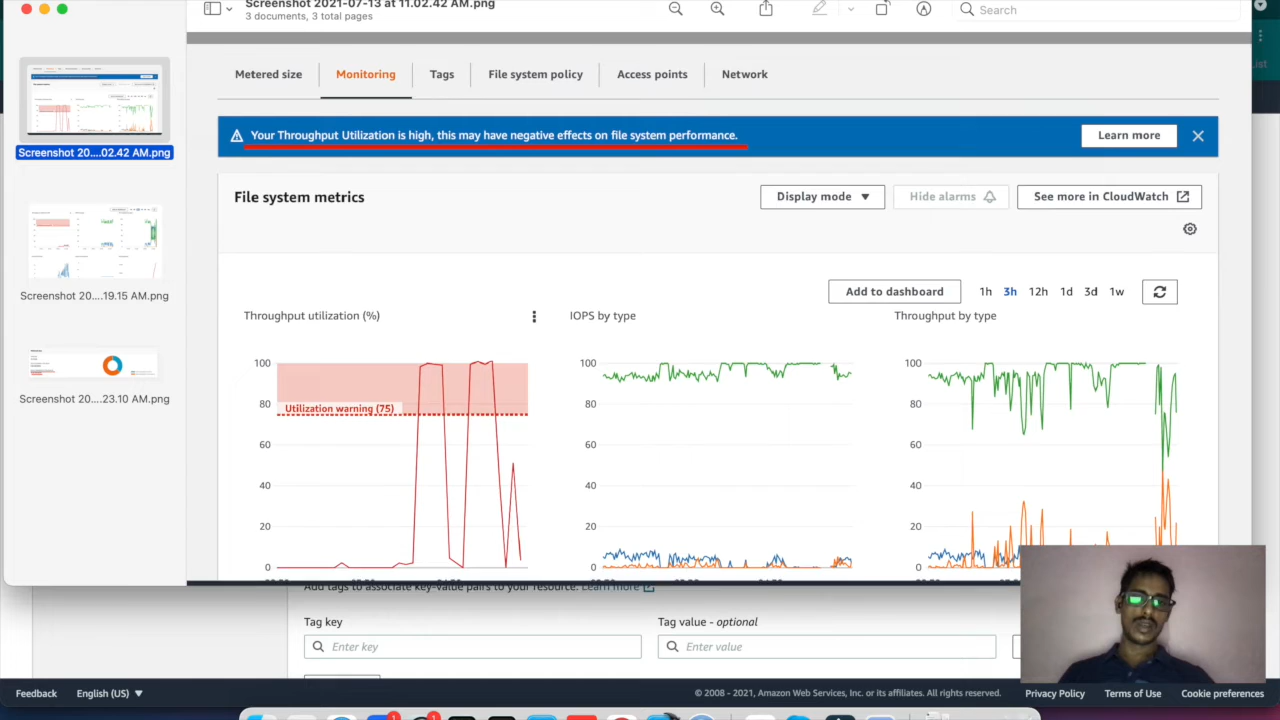 Screenshot 2021-07-13 at 11.02.42 AM.png
3 documents, 3 total pages
Search
Screenshot 20....02.42 AM.png
Screenshot 20....19.15 AM.png
Screenshot 20....23.10 AM.png
Metered size
Monitoring
Tags
File system policy
Access points
Network
Your Throughput Utilization is high, this may have negative effects on file system performance.
Learn more
File system metrics
Display mode
Hide alarms
See more in CloudWatch
Add to dashboard
1h
3h
12h
1d
3d
1w
Throughput utilization (%)
100
80
60
40
20
0
Utilization warning (75)
IOPS by type
100
80
60
40
20
0
Throughput by type
100
80
60
40
20
0
Add tags to associate key-value pairs to your resource. Learn more
Tag key
Enter key
Tag value - optional
Enter value
Feedback
English (US)
© 2008 - 2021, Amazon Web Services, Inc. or its affiliates. All rights reserved.
Privacy Policy
Terms of Use
Cookie preferences